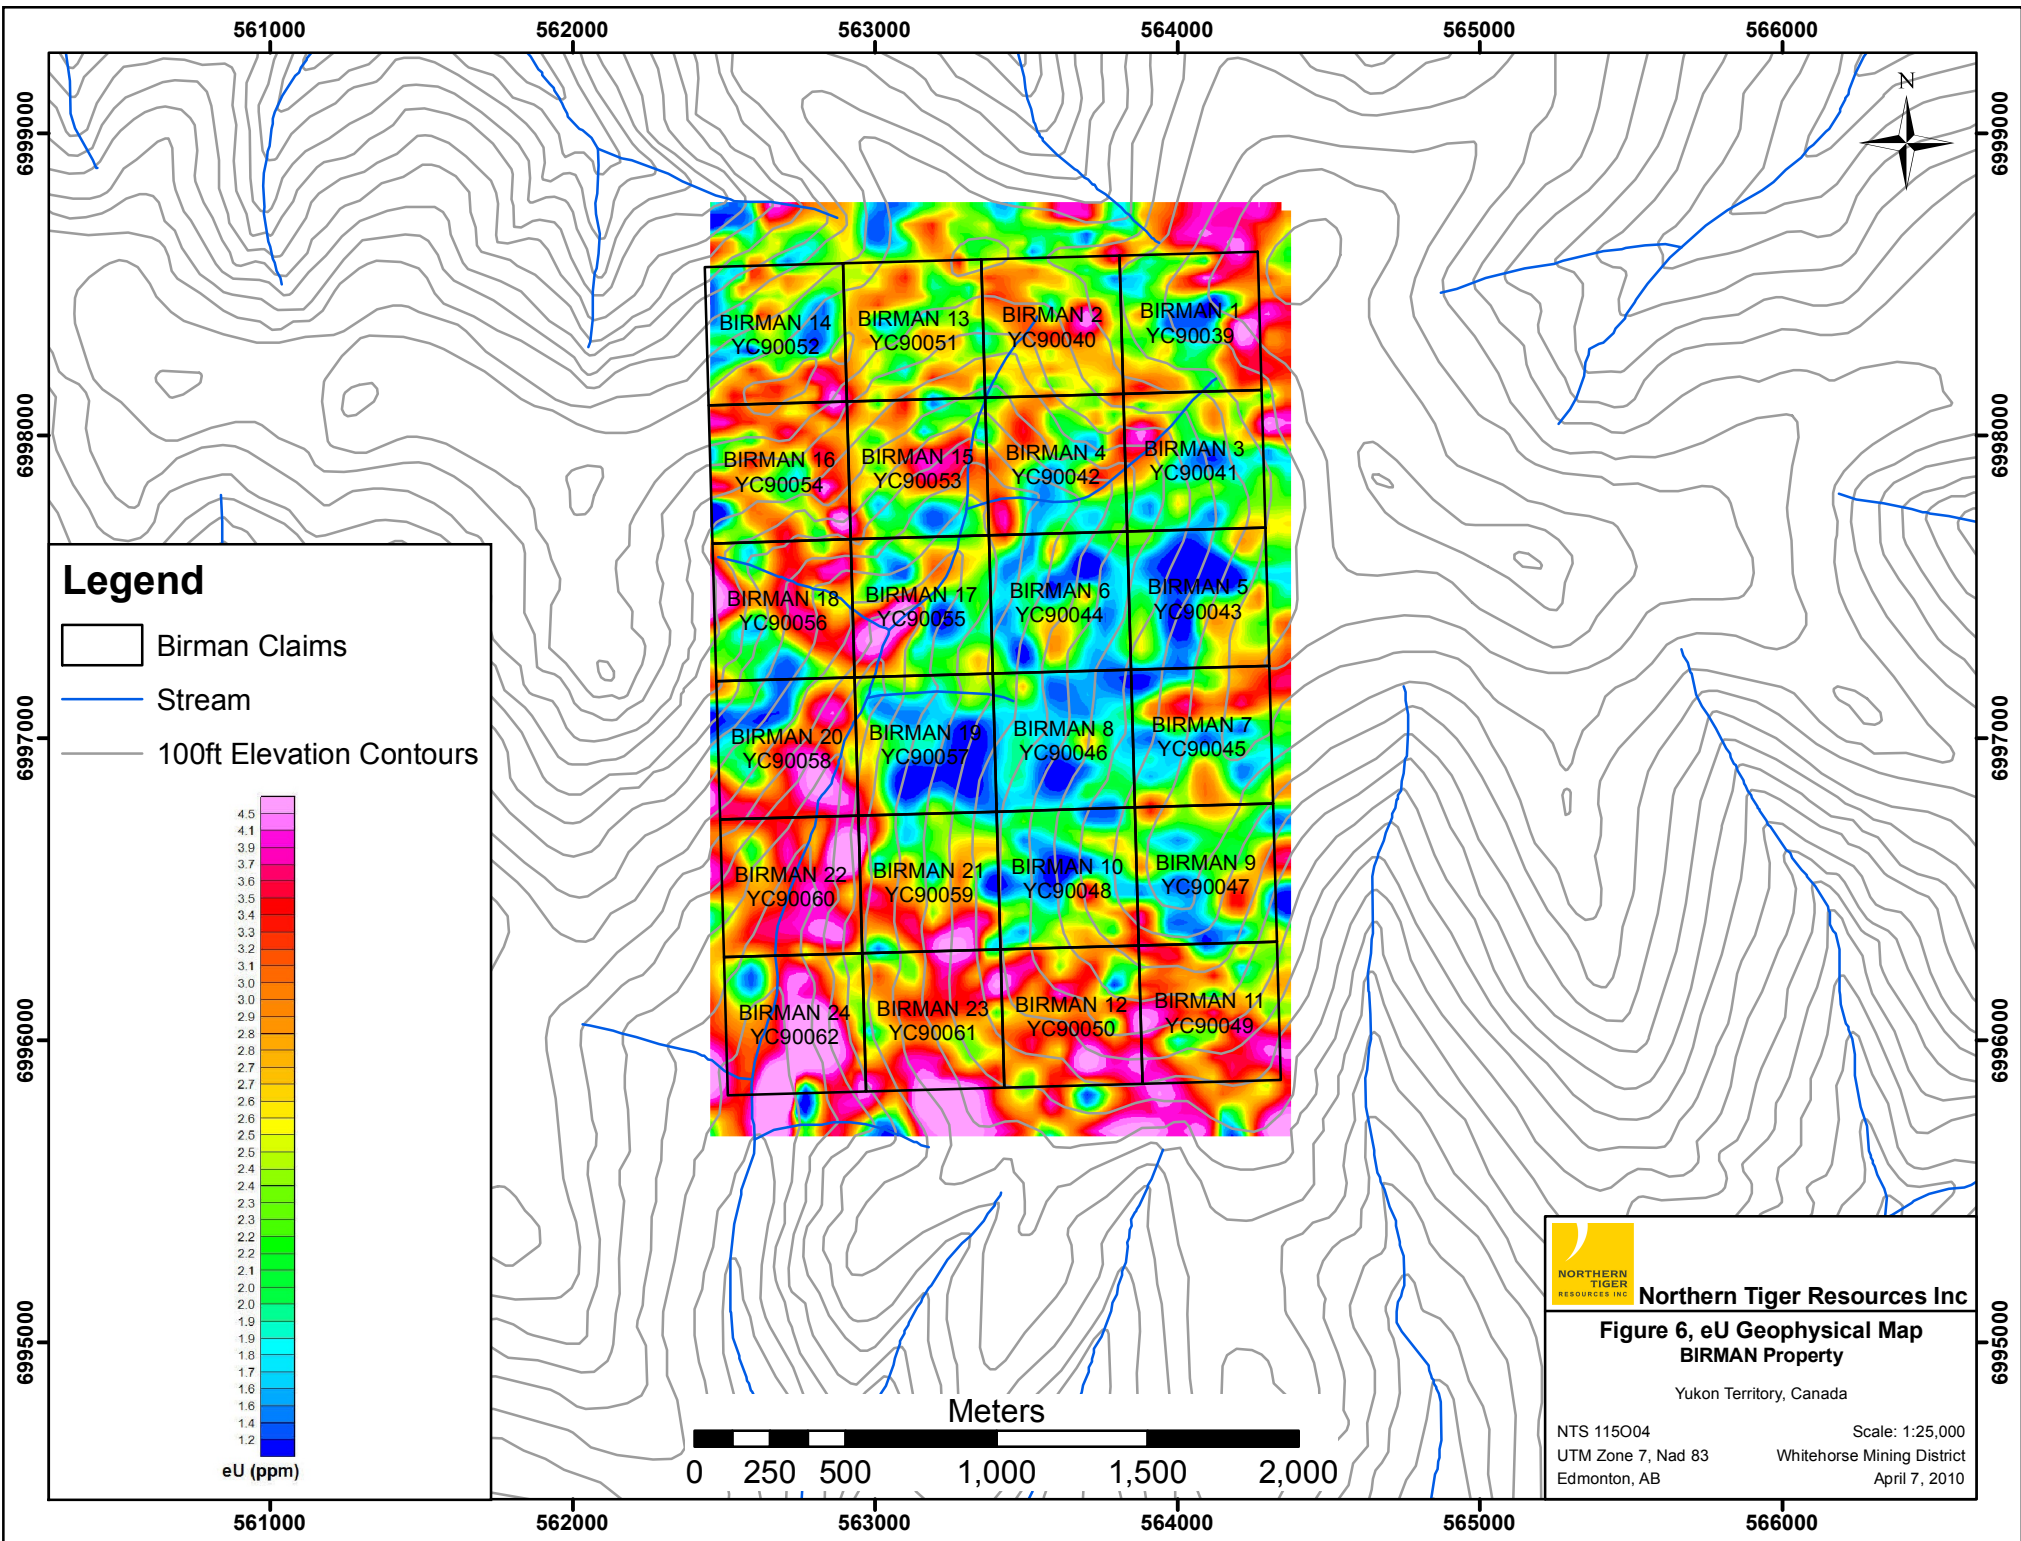 561000
562000
563000
564000
565000
566000
N
6999000
6998000
6997000
6996000
6995000
6999000
6998000
6997000
6996000
6995000
BIRMAN 14
YC90052
BIRMAN 13
YC90051
BIRMAN 2
YC90040
BIRMAN 1
YC90039
BIRMAN 16
YC90054
BIRMAN 15
YC90053
BIRMAN 4
YC90042
BIRMAN 3
YC90041
BIRMAN 18
YC90056
BIRMAN 17
YC90055
BIRMAN 6
YC90044
BIRMAN 5
YC90043
BIRMAN 20
YC90058
BIRMAN 19
YC90057
BIRMAN 8
YC90046
BIRMAN 7
YC90045
BIRMAN 22
YC90060
BIRMAN 21
YC90059
BIRMAN 10
YC90048
BIRMAN 9
YC90047
BIRMAN 24
YC90062
BIRMAN 23
YC90061
BIRMAN 12
YC90050
BIRMAN 11
YC90049
Legend
Birman Claims
Stream
100ft Elevation Contours
4.5
4.1
3.9
3.7
3.6
3.5
3.4
3.3
3.2
3.1
3.0
3.0
2.9
2.8
2.8
2.7
2.7
2.6
2.6
2.5
2.5
2.4
2.4
2.3
2.3
2.2
2.2
2.1
2.0
2.0
1.9
1.9
1.8
1.7
1.6
1.6
1.4
1.2
eU (ppm)
Meters
0 250 500 1,000 1,500 2,000
NORTHERN
TIGER
RESOURCES INC
Northern Tiger Resources Inc
Figure 6, eU Geophysical Map
BIRMAN Property
Yukon Territory, Canada
NTS 115O04 Scale: 1:25,000
UTM Zone 7, Nad 83 Whitehorse Mining District
Edmonton, AB April 7, 2010
561000
562000
563000
564000
565000
566000